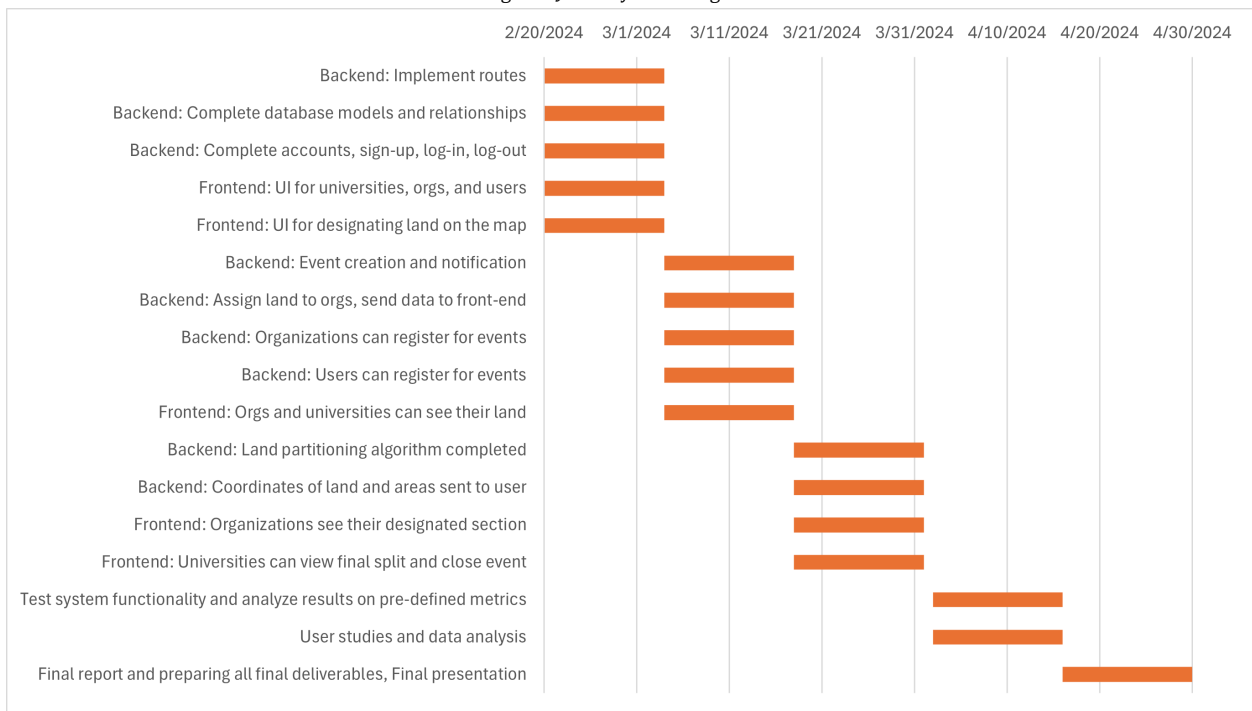 2/20/2024 3/1/2024 3/11/2024 3/21/2024 3/31/2024 4/10/2024 4/20/2024 4/30/2024
Backend: Implement routes
Backend: Complete database models and relationships
Backend: Complete accounts, sign-up, log-in, log-out
Frontend: UI for universities, orgs, and users
Frontend: UI for designating land on the map
Backend: Event creation and notification
Backend: Assign land to orgs, send data to front-end
Backend: Organizations can register for events
Backend: Users can register for events
Frontend: Orgs and universities can see their land
Backend: Land partitioning algorithm completed
Backend: Coordinates of land and areas sent to user
Frontend: Organizations see their designated section
Frontend: Universities can view final split and close event
Test system functionality and analyze results on pre-defined metrics
User studies and data analysis
Final report and preparing all final deliverables, Final presentation